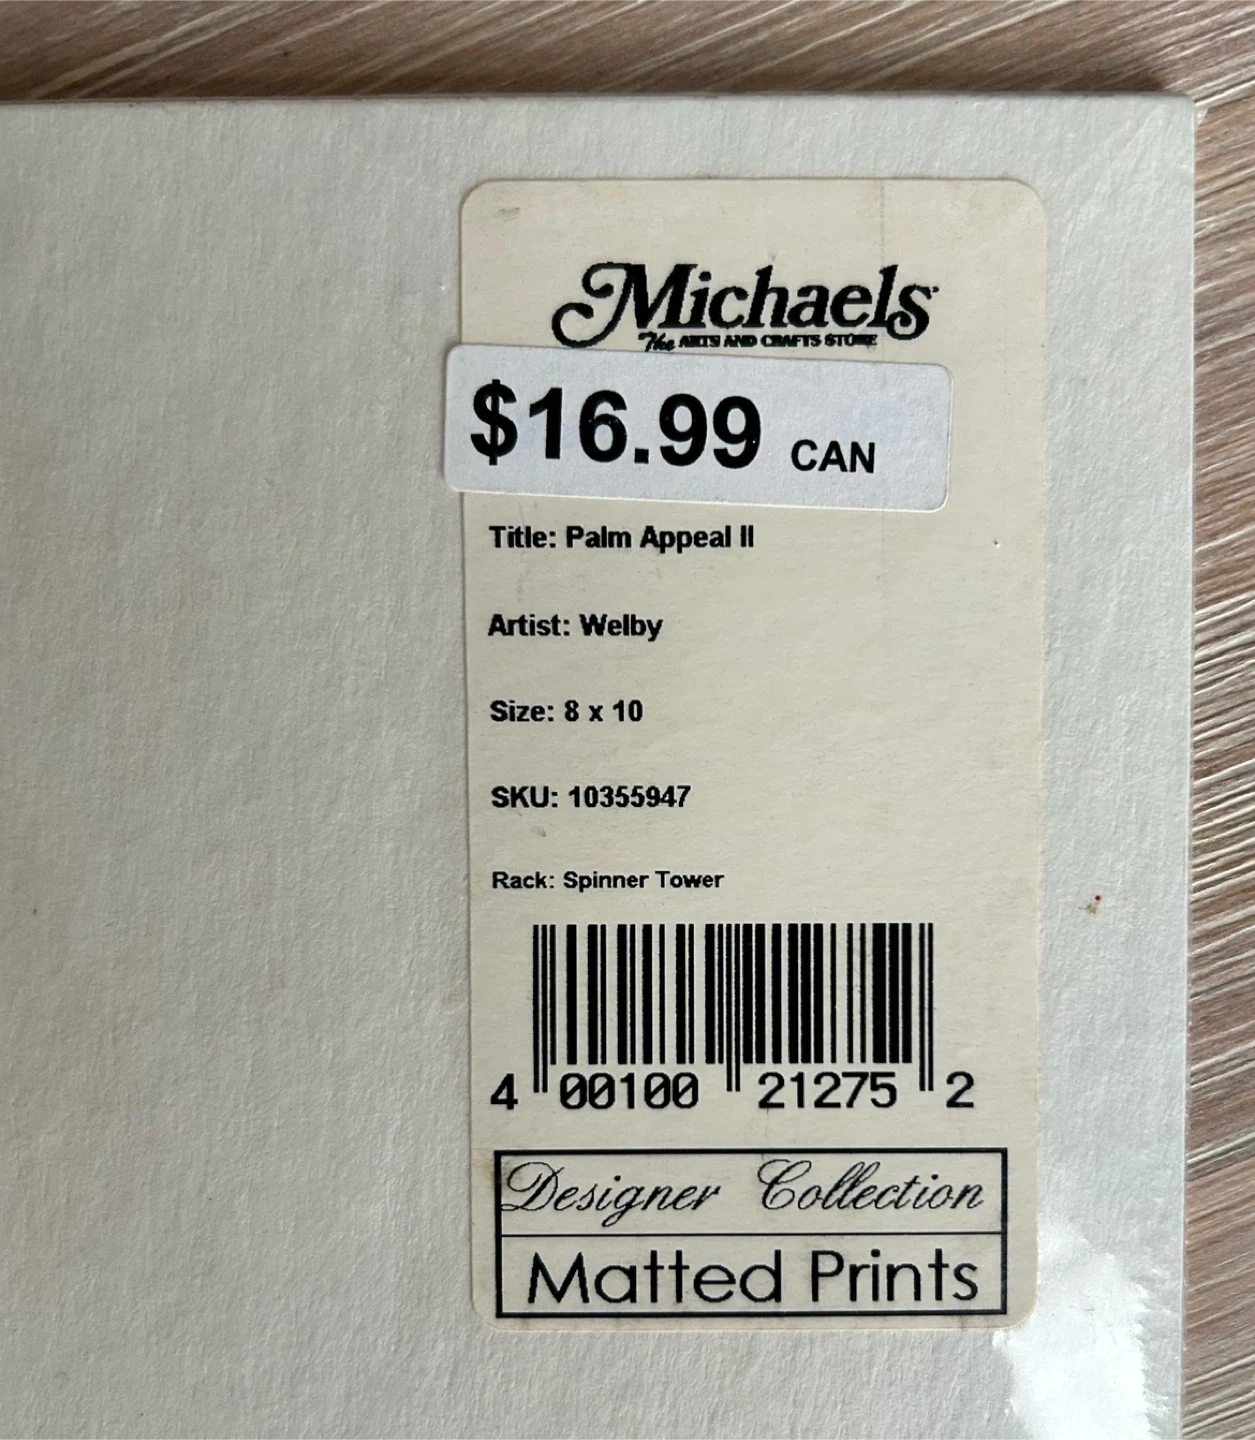 Michaels
The ARTS AND CRAFTS STORE
$16.99 CAN
Title: Palm Appeal II
Artist: Welby
Size: 8 x 10
SKU: 10355947
Rack: Spinner Tower
4 00100 21275 2
Designer Collection
Matted Prints